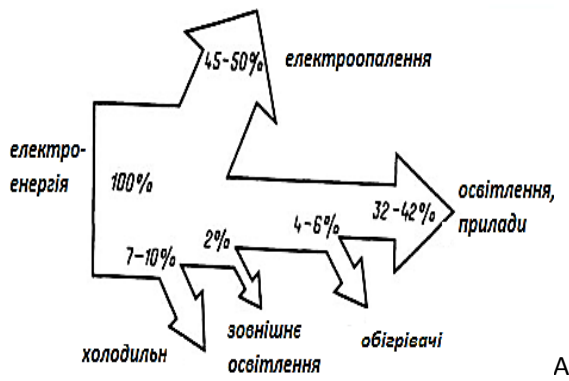 45-50%
електроопалення
електро-
енергія
100%
освітлення,
прилади
32-42%
4-6%
2%
7-10%
холодильн
зовнішнє
освітлення
обігрівачі
А